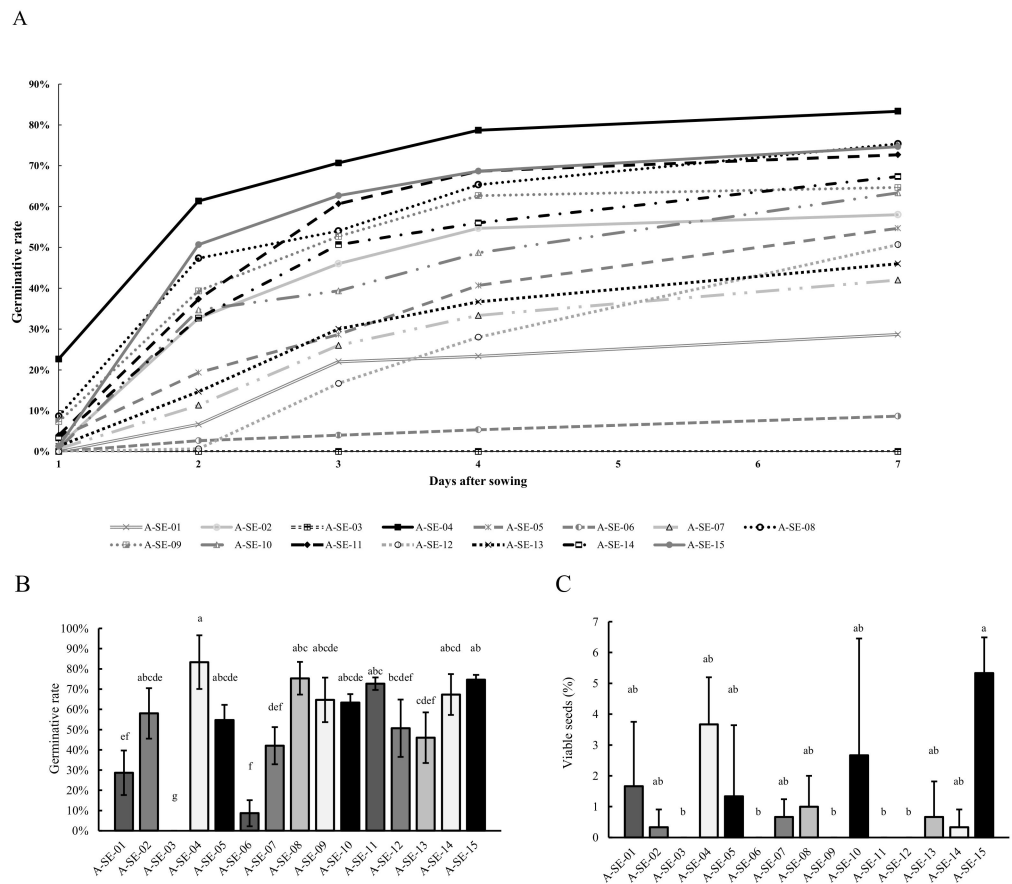 A
90%
80%
70%
60%
50%
40%
30%
20%
10%
0%
Germinative rate
1 2 3 4 5 6 7
Days after sowing
A-SE-01 A-SE-02 A-SE-03 A-SE-04 A-SE-05 A-SE-06 A-SE-07 A-SE-08
A-SE-09 A-SE-10 A-SE-11 A-SE-12 A-SE-13 A-SE-14 A-SE-15
B
100%
90%
80%
70%
60%
50%
40%
30%
20%
10%
0%
Germinative rate
ef abcde g a abcde f def abc abcde abcde abc bcdef cdef abcd ab
A-SE-01 A-SE-02 A-SE-03 A-SE-04 A-SE-05 A-SE-06 A-SE-07 A-SE-08 A-SE-09 A-SE-10 A-SE-11 A-SE-12 A-SE-13 A-SE-14 A-SE-15
C
7
6
5
4
3
2
1
0
Viable seeds (%)
ab ab b ab ab b ab ab b ab b b ab ab a
A-SE-01 A-SE-02 A-SE-03 A-SE-04 A-SE-05 A-SE-06 A-SE-07 A-SE-08 A-SE-09 A-SE-10 A-SE-11 A-SE-12 A-SE-13 A-SE-14 A-SE-15